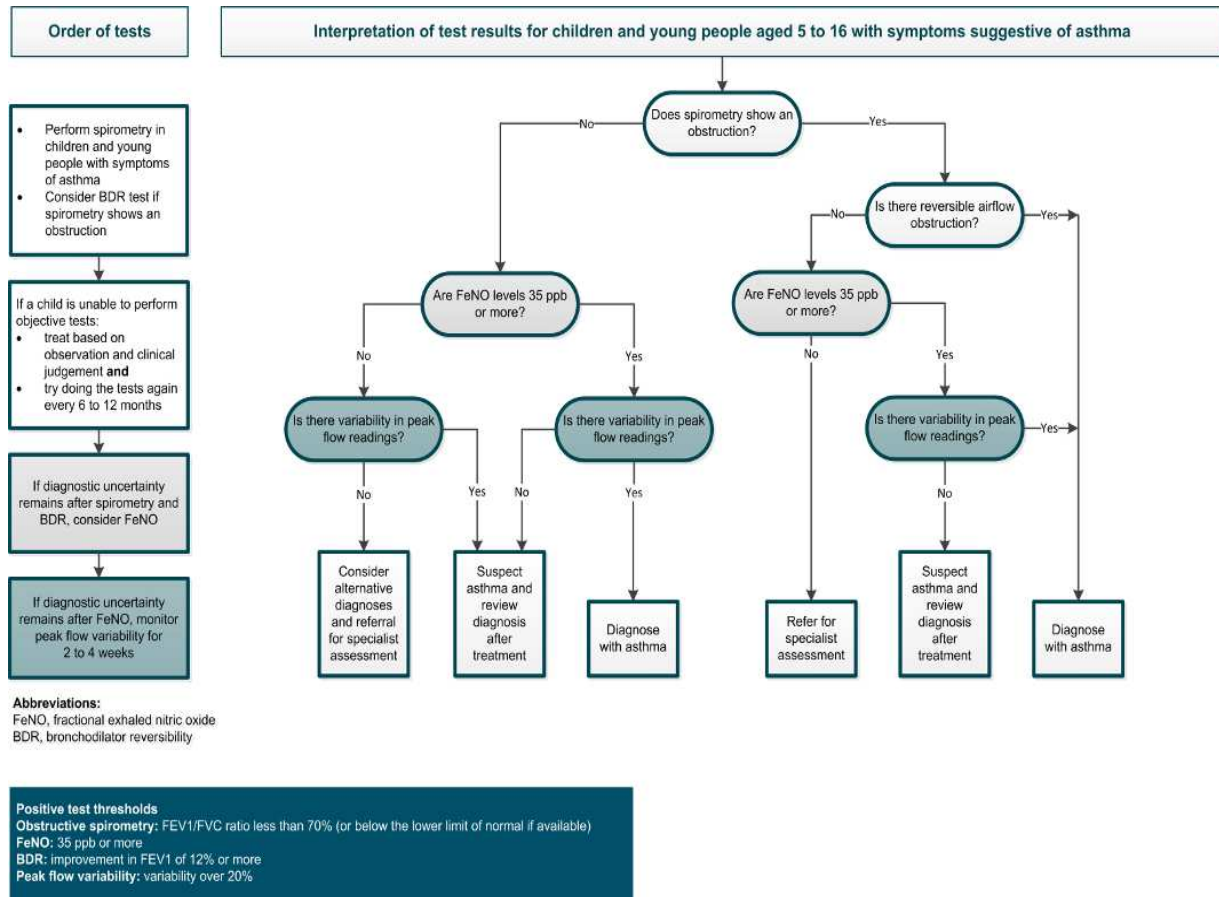 Order of tests
Interpretation of test results for children and young people aged 5 to 16 with symptoms suggestive of asthma
• Perform spirometry in
children and young
people with symptoms
of asthma
• Consider BDR test if
spirometry shows an
obstruction
If a child is unable to perform
objective tests:
• treat based on
observation and clinical
judgement and
• try doing the tests again
every 6 to 12 months
If diagnostic uncertainty
remains after spirometry and
BDR, consider FeNO
If diagnostic uncertainty
remains after FeNO, monitor
peak flow variability for
2 to 4 weeks
Does spirometry show an
obstruction?
No
Yes
Is there reversible airflow
obstruction?
No
Yes
Are FeNO levels 35 ppb
or more?
Are FeNO levels 35 ppb
or more?
No
Yes
No
Yes
Is there variability in peak
flow readings?
Is there variability in peak
flow readings?
Is there variability in peak
flow readings?
Yes
No
Yes
No
Yes
No
Consider
alternative
diagnoses
and referral
for specialist
assessment
Suspect
asthma and
review
diagnosis
after
treatment
Diagnose
with asthma
Refer for
specialist
assessment
Suspect
asthma and
review
diagnosis
after
treatment
Diagnose
with asthma
Abbreviations:
FeNO, fractional exhaled nitric oxide
BDR, bronchodilator reversibility
Positive test thresholds
Obstructive spirometry: FEV1/FVC ratio less than 70% (or below the lower limit of normal if available)
FeNO: 35 ppb or more
BDR: improvement in FEV1 of 12% or more
Peak flow variability: variability over 20%